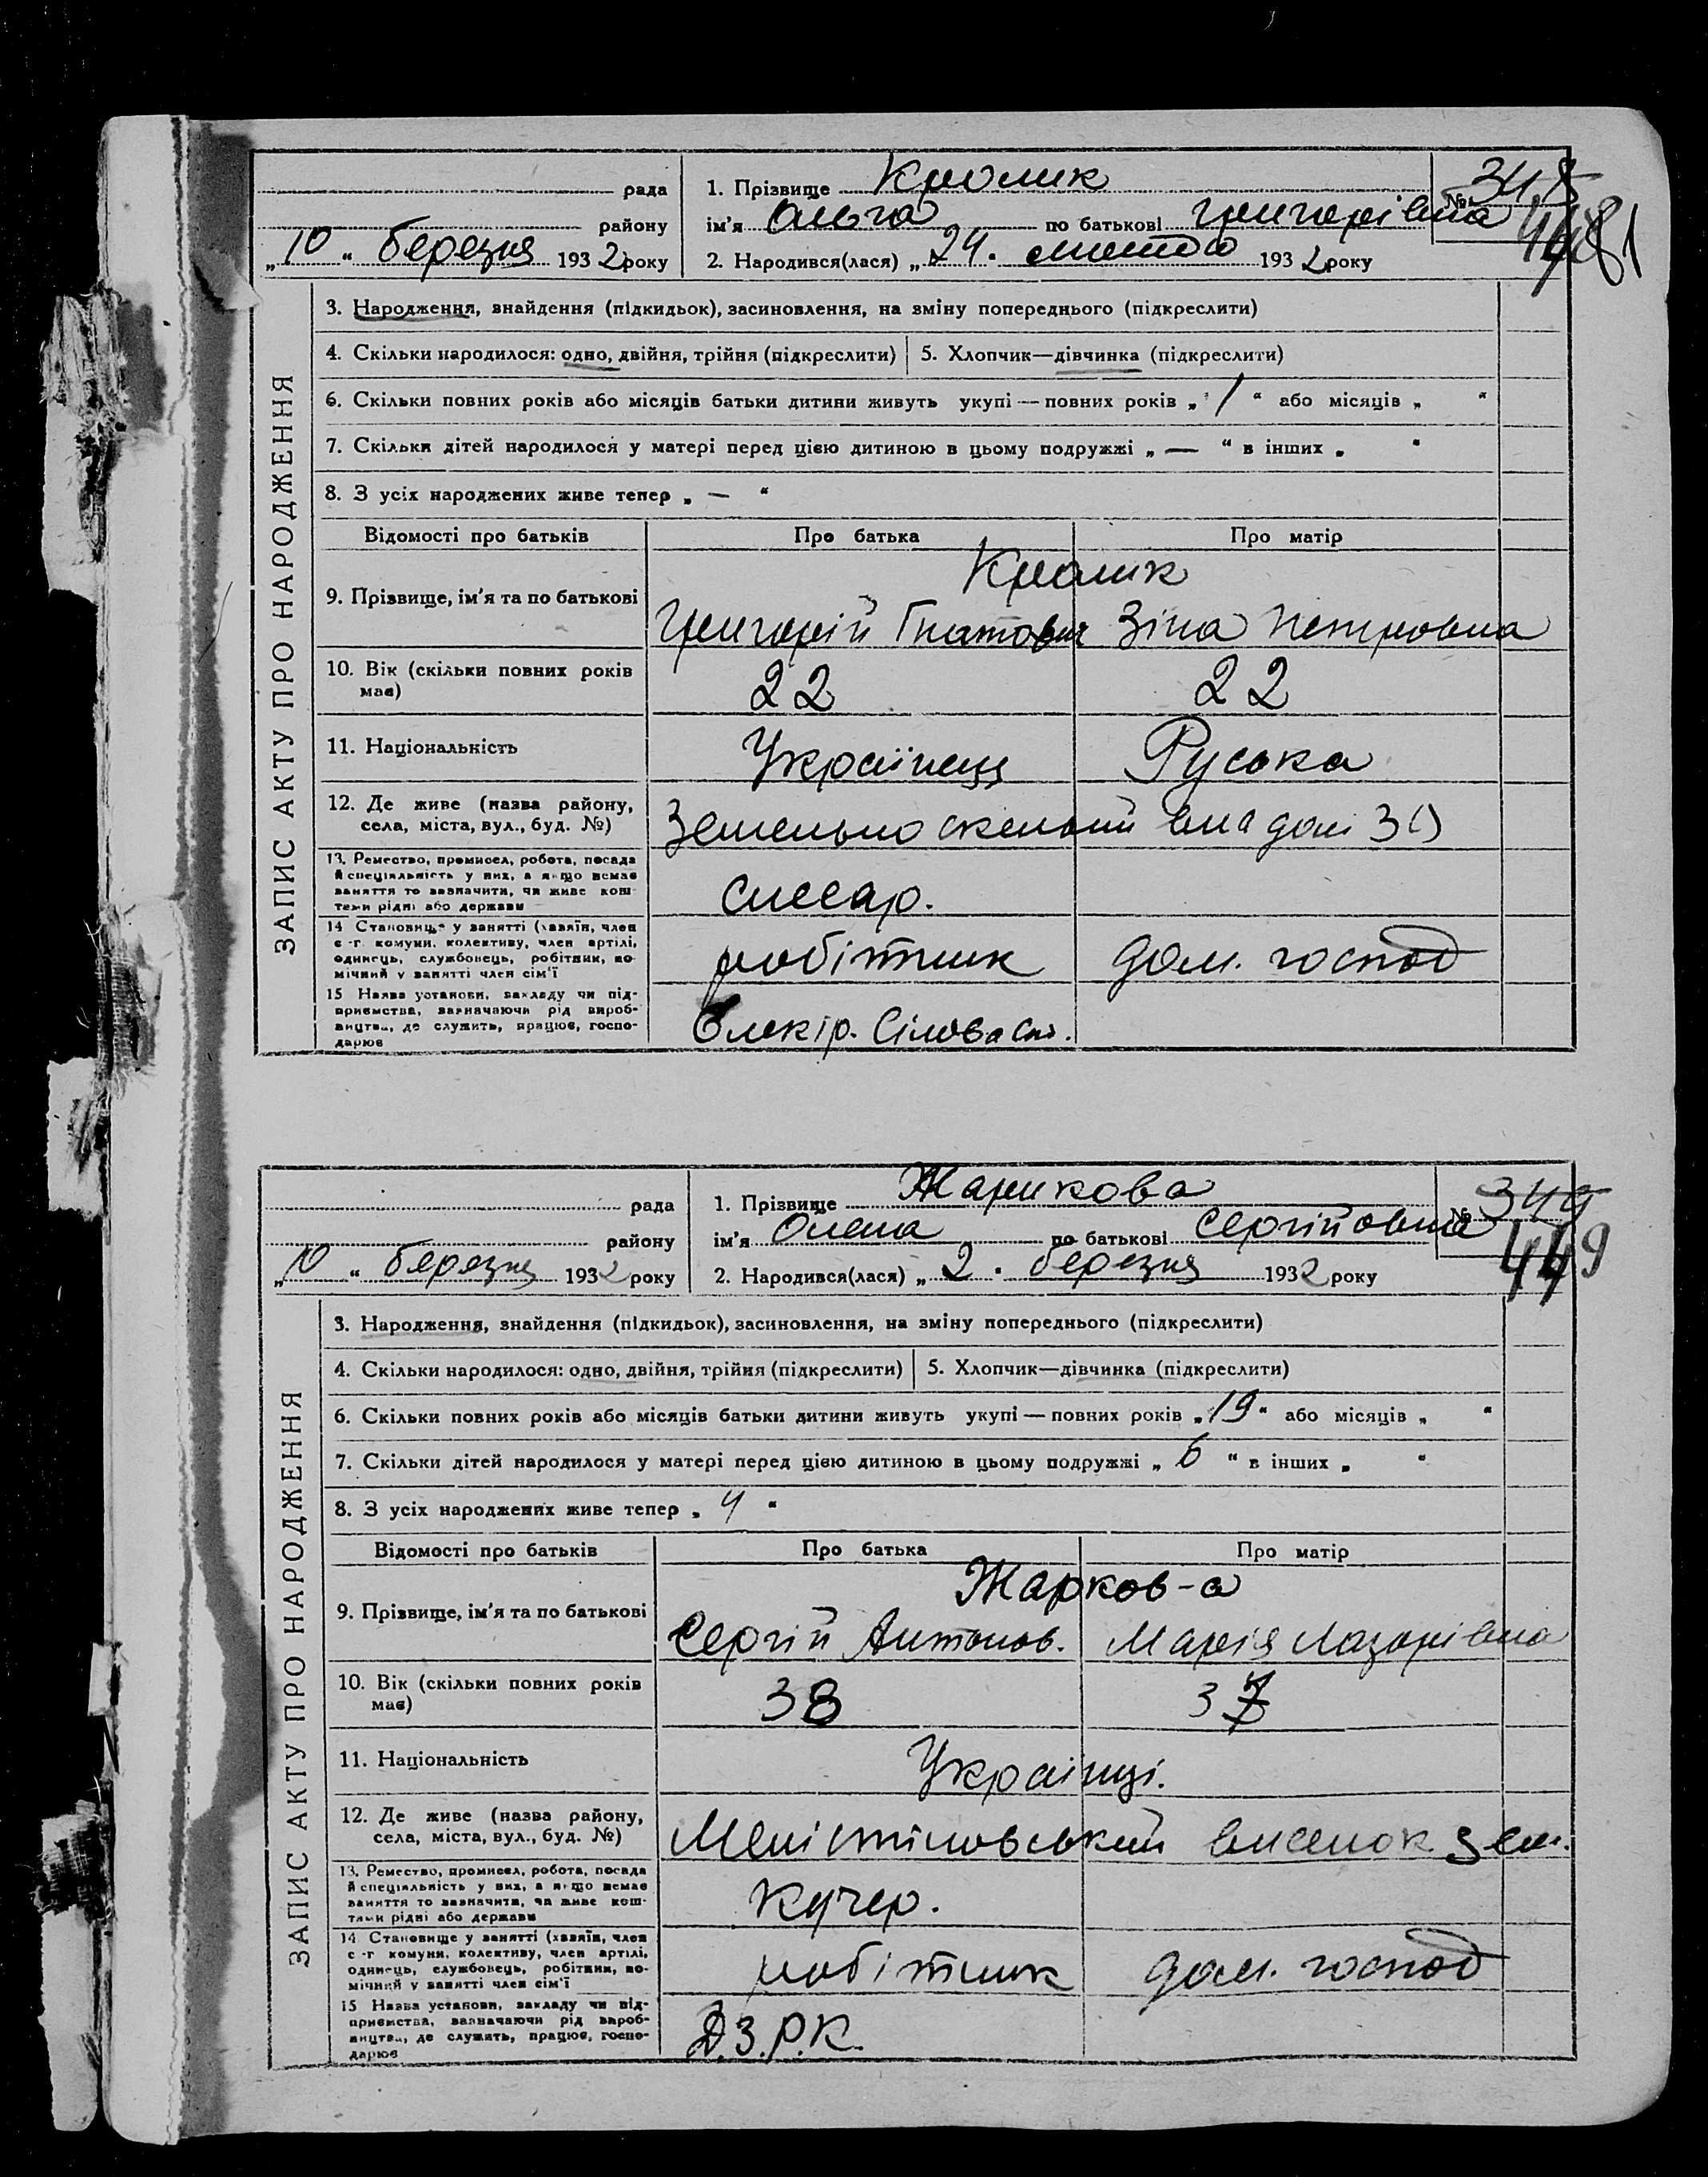 рада
району
„10“ березня 1932 року
1. Прізвище Кролик
ім'я Ольга по батькові Григорівна
2. Народився(лася) „24. лютого 1932 року
№ 348
448
ЗАПИС АКТУ ПРО НАРОДЖЕННЯ
3. Народження, знайдення (підкидьок), засиновлення, на зміну попереднього (підкреслити)
4. Скільки народилося: одно, двійня, трійня (підкреслити) 5. Хлопчик—дівчинка (підкреслити)
6. Скільки повних років або місяців батьки дитини живуть укупі — повних років „1“ або місяців „ “
7. Скільки дітей народилося у матері перед цією дитиною в цьому подружжі „—“ в інших „ “
8. З усіх народжених живе тепер „—“
Відомості про батьків Про батька Про матір
Кролик
9. Прізвище, ім'я та по батькові Григорій Гнатович Зіна Петровна
10. Вік (скільки повних років має) 22 22
11. Національність Українець Руська
12. Де живе (назва району, села, міста, вул., буд. №)
13. Ремество, промисел, робота, посада й спеціяльність у них, а якщо немає заняття то зазначити, чи живе коштами рідні або держави слесар.
14 Становище у занятті (хазяїн, член с.-г. комуни, колективу, член артілі, одинець, службовець, робітник, помічний у занятті член сім'ї робітник дом. господ
15 Назва установи, закладу чи підприємства, зазначаючи рід виробництва, де служить, працює, господарює Єлектр. Сілова Ст.
рада
району
„10“ березня 1932 року
1. Прізвище Жарикова
ім'я Олена по батькові Сергійовна
2. Народився(лася) „2. березня 1932 року
№ 349
449
ЗАПИС АКТУ ПРО НАРОДЖЕННЯ
3. Народження, знайдення (підкидьок), засиновлення, на зміну попереднього (підкреслити)
4. Скільки народилося: одно, двійня, трійня (підкреслити) 5. Хлопчик—дівчинка (підкреслити)
6. Скільки повних років або місяців батьки дитини живуть укупі — повних років „19“ або місяців „ “
7. Скільки дітей народилося у матері перед цією дитиною в цьому подружжі „6“ в інших „ “
8. З усіх народжених живе тепер „4“
Відомості про батьків Про батька Про матір
Жарков-а
9. Прізвище, ім'я та по батькові Сергій Антонов. Марія Лазарівна
10. Вік (скільки повних років має) 38 37
11. Національність Українці.
12. Де живе (назва району, села, міста, вул., буд. №) виселок зем.
13. Ремество, промисел, робота, посада й спеціяльність у них, а якщо немає заняття то зазначити, чи живе коштами рідні або держави Кучер.
14 Становище у занятті (хазяїн, член с.-г. комуни, колективу, член артілі, одинець, службовець, робітник, помічний у занятті член сім'ї робітник дом. господ
15 Назва установи, закладу чи підприємства, зазначаючи рід виробництва, де служить, працює, господарює Д.З.Р.К.